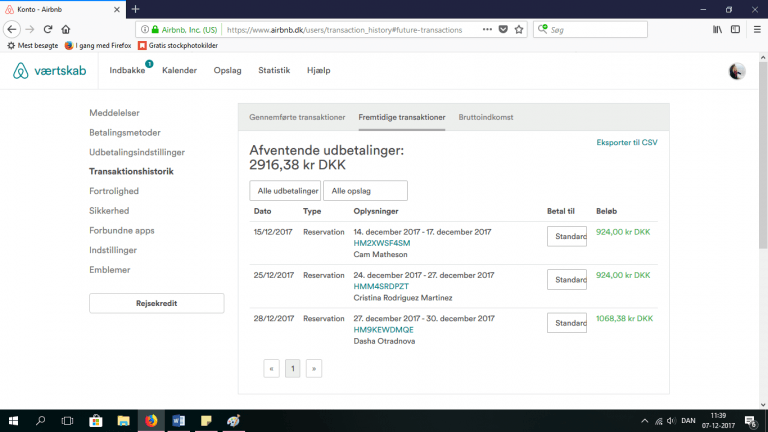 Konto - Airbnb
Airbnb, Inc. (US)
https://www.airbnb.dk/users/transaction_history#future-transactions
Søg
Mest besøgte
I gang med Firefox
Gratis stockphotokilder
værtskab
Indbakke
1
Kalender
Opslag
Statistik
Hjælp
Meddelelser
Betalingsmetoder
Udbetalingsindstillinger
Transaktionshistorik
Fortrolighed
Sikkerhed
Forbundne apps
Indstillinger
Emblemer
Rejsekredit
Gennemførte transaktioner
Fremtidige transaktioner
Bruttoindkomst
Afventende udbetalinger:
2916,38 kr DKK
Eksporter til CSV
Alle udbetalinger
Alle opslag
Dato Type Oplysninger Betal til Beløb
15/12/2017 Reservation 14. december 2017 - 17. december 2017 Standard 924,00 kr DKK
HM2XWSF4SM
Cam Matheson
25/12/2017 Reservation 24. december 2017 - 27. december 2017 Standard 924,00 kr DKK
HMM4SRDPZT
Cristina Rodríguez Martínez
28/12/2017 Reservation 27. december 2017 - 30. december 2017 Standard 1068,38 kr DKK
HM9KEWDMQE
Dasha Otradnova
« 1 »
DAN
11:39
07-12-2017
6